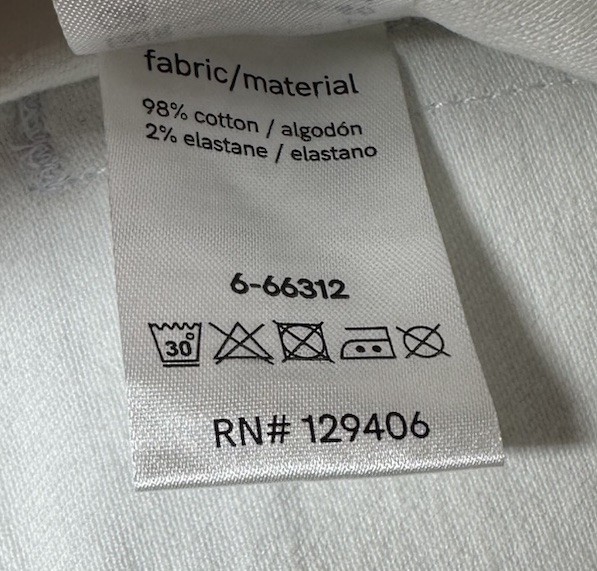 fabric/material
98% cotton / algodón
2% elastane / elastano
6-66312
30°
RN# 129406